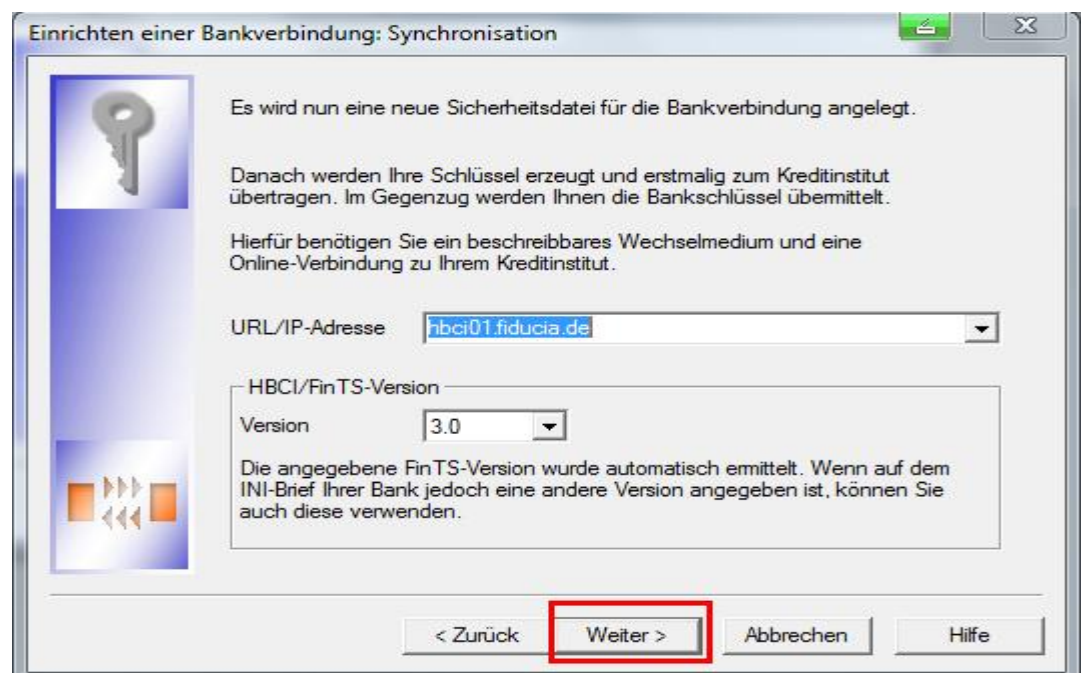 Einrichten einer Bankverbindung: Synchronisation
Es wird nun eine neue Sicherheitsdatei für die Bankverbindung angelegt.
Danach werden Ihre Schlüssel erzeugt und erstmalig zum Kreditinstitut
übertragen. Im Gegenzug werden Ihnen die Bankschlüssel übermittelt.
Hierfür benötigen Sie ein beschreibbares Wechselmedium und eine
Online-Verbindung zu Ihrem Kreditinstitut.
URL/IP-Adresse hbci01.fiducia.de
HBCI/FinTS-Version
Version 3.0
Die angegebene FinTS-Version wurde automatisch ermittelt. Wenn auf dem
INI-Brief Ihrer Bank jedoch eine andere Version angegeben ist, können Sie
auch diese verwenden.
< Zurück Weiter > Abbrechen Hilfe